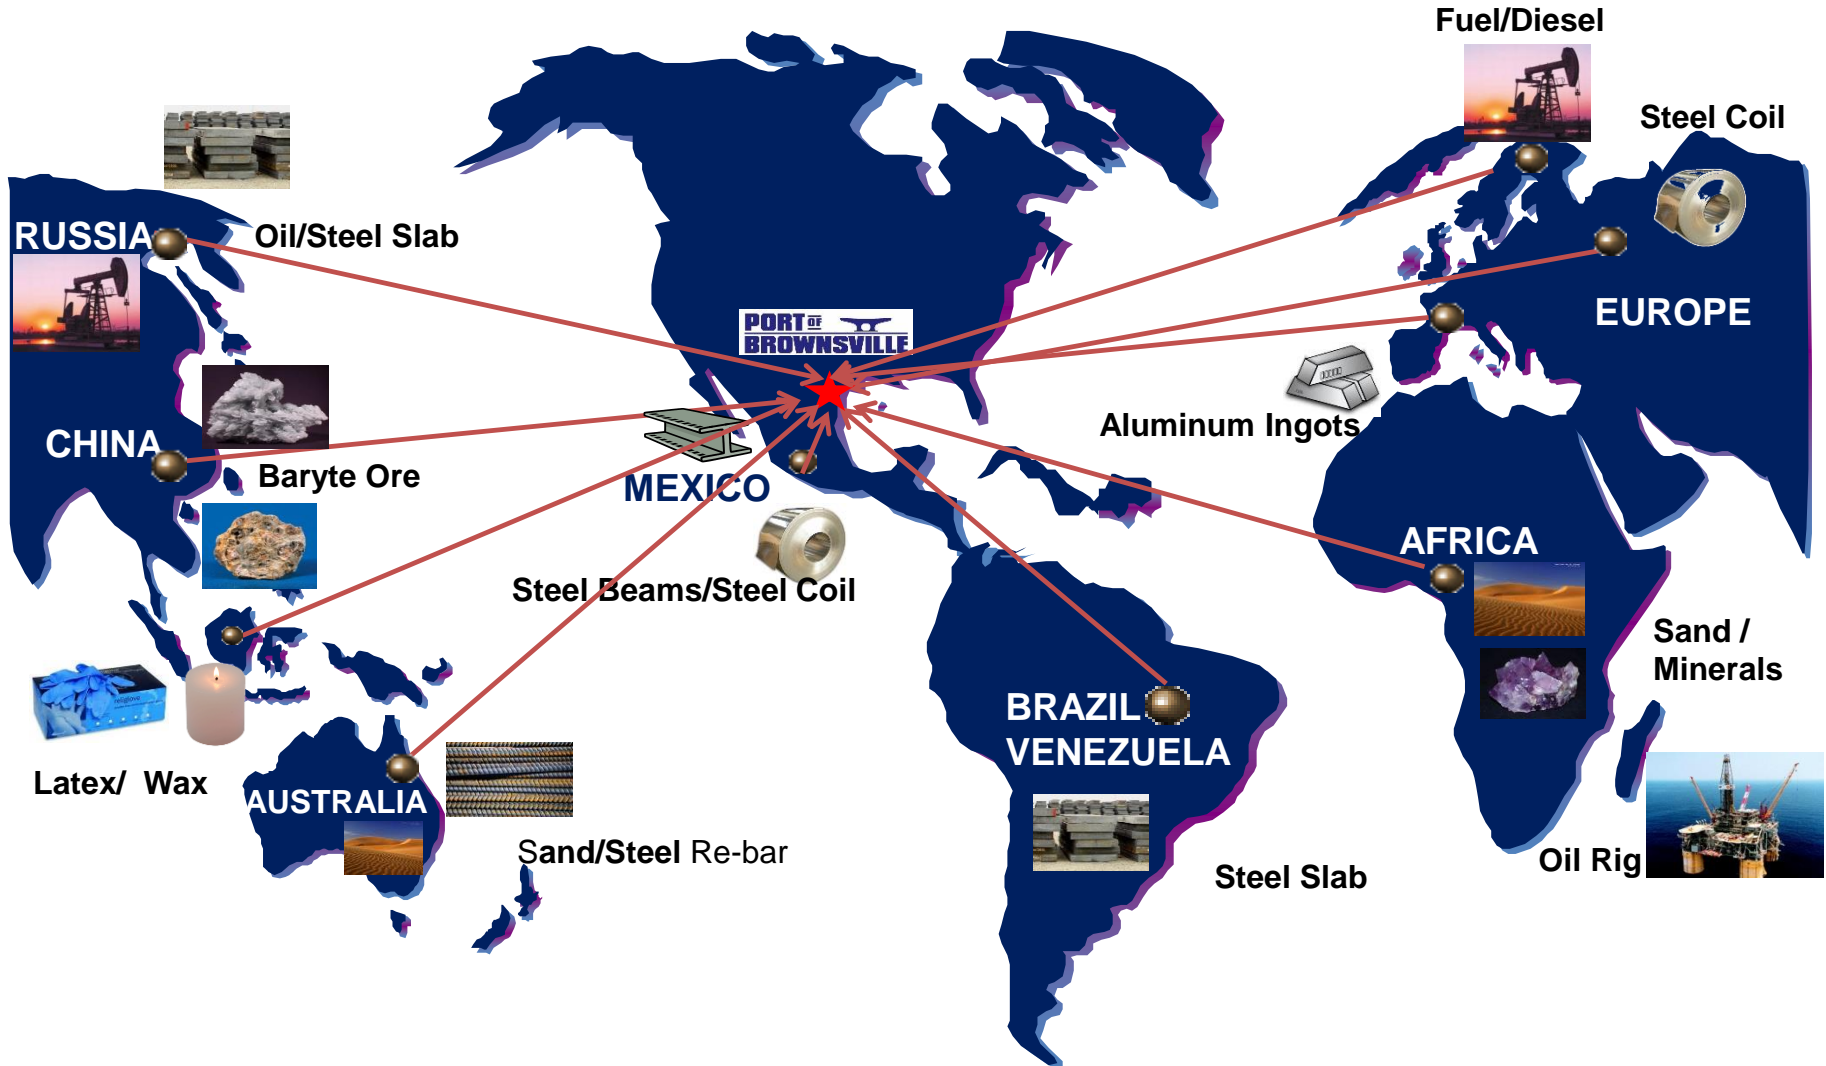 Fuel/Diesel
Steel Coil
RUSSIA
Oil/Steel Slab
EUROPE
PORT OF
BROWNSVILLE
Aluminum Ingots
CHINA
Baryte Ore
MEXICO
AFRICA
Steel Beams/Steel Coil
Sand /
Minerals
BRAZIL
VENEZUELA
Latex/ Wax
AUSTRALIA
Sand/Steel Re-bar
Steel Slab
Oil Rig